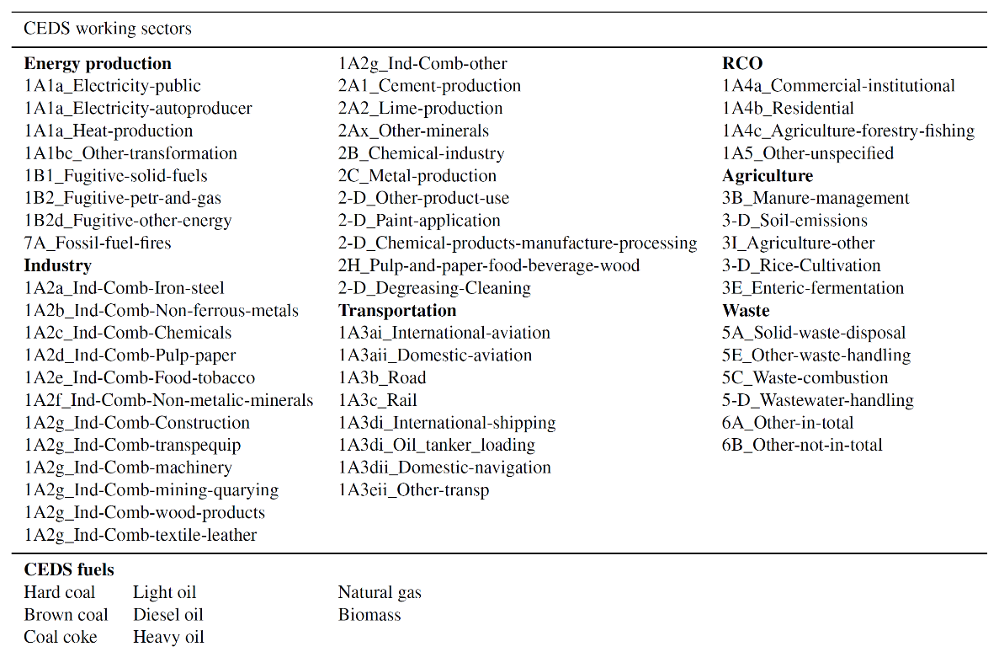 CEDS working sectors
Energy production
1A1a_Electricity-public
1A1a_Electricity-autoproducer
1A1a_Heat-production
1A1bc_Other-transformation
1B1_Fugitive-solid-fuels
1B2_Fugitive-petr-and-gas
1B2d_Fugitive-other-energy
7A_Fossil-fuel-fires
Industry
1A2a_Ind-Comb-Iron-steel
1A2b_Ind-Comb-Non-ferrous-metals
1A2c_Ind-Comb-Chemicals
1A2d_Ind-Comb-Pulp-paper
1A2e_Ind-Comb-Food-tobacco
1A2f_Ind-Comb-Non-metalic-minerals
1A2g_Ind-Comb-Construction
1A2g_Ind-Comb-transpequip
1A2g_Ind-Comb-machinery
1A2g_Ind-Comb-mining-quarying
1A2g_Ind-Comb-wood-products
1A2g_Ind-Comb-textile-leather
1A2g_Ind-Comb-other
2A1_Cement-production
2A2_Lime-production
2Ax_Other-minerals
2B_Chemical-industry
2C_Metal-production
2-D_Other-product-use
2-D_Paint-application
2-D_Chemical-products-manufacture-processing
2H_Pulp-and-paper-food-beverage-wood
2-D_Degreasing-Cleaning
Transportation
1A3ai_International-aviation
1A3aii_Domestic-aviation
1A3b_Road
1A3c_Rail
1A3di_International-shipping
1A3di_Oil_tanker_loading
1A3dii_Domestic-navigation
1A3eii_Other-transp
RCO
1A4a_Commercial-institutional
1A4b_Residential
1A4c_Agriculture-forestry-fishing
1A5_Other-unspecified
Agriculture
3B_Manure-management
3-D_Soil-emissions
3I_Agriculture-other
3-D_Rice-Cultivation
3E_Enteric-fermentation
Waste
5A_Solid-waste-disposal
5E_Other-waste-handling
5C_Waste-combustion
5-D_Wastewater-handling
6A_Other-in-total
6B_Other-not-in-total
CEDS fuels
Hard coal Light oil Natural gas
Brown coal Diesel oil Biomass
Coal coke Heavy oil